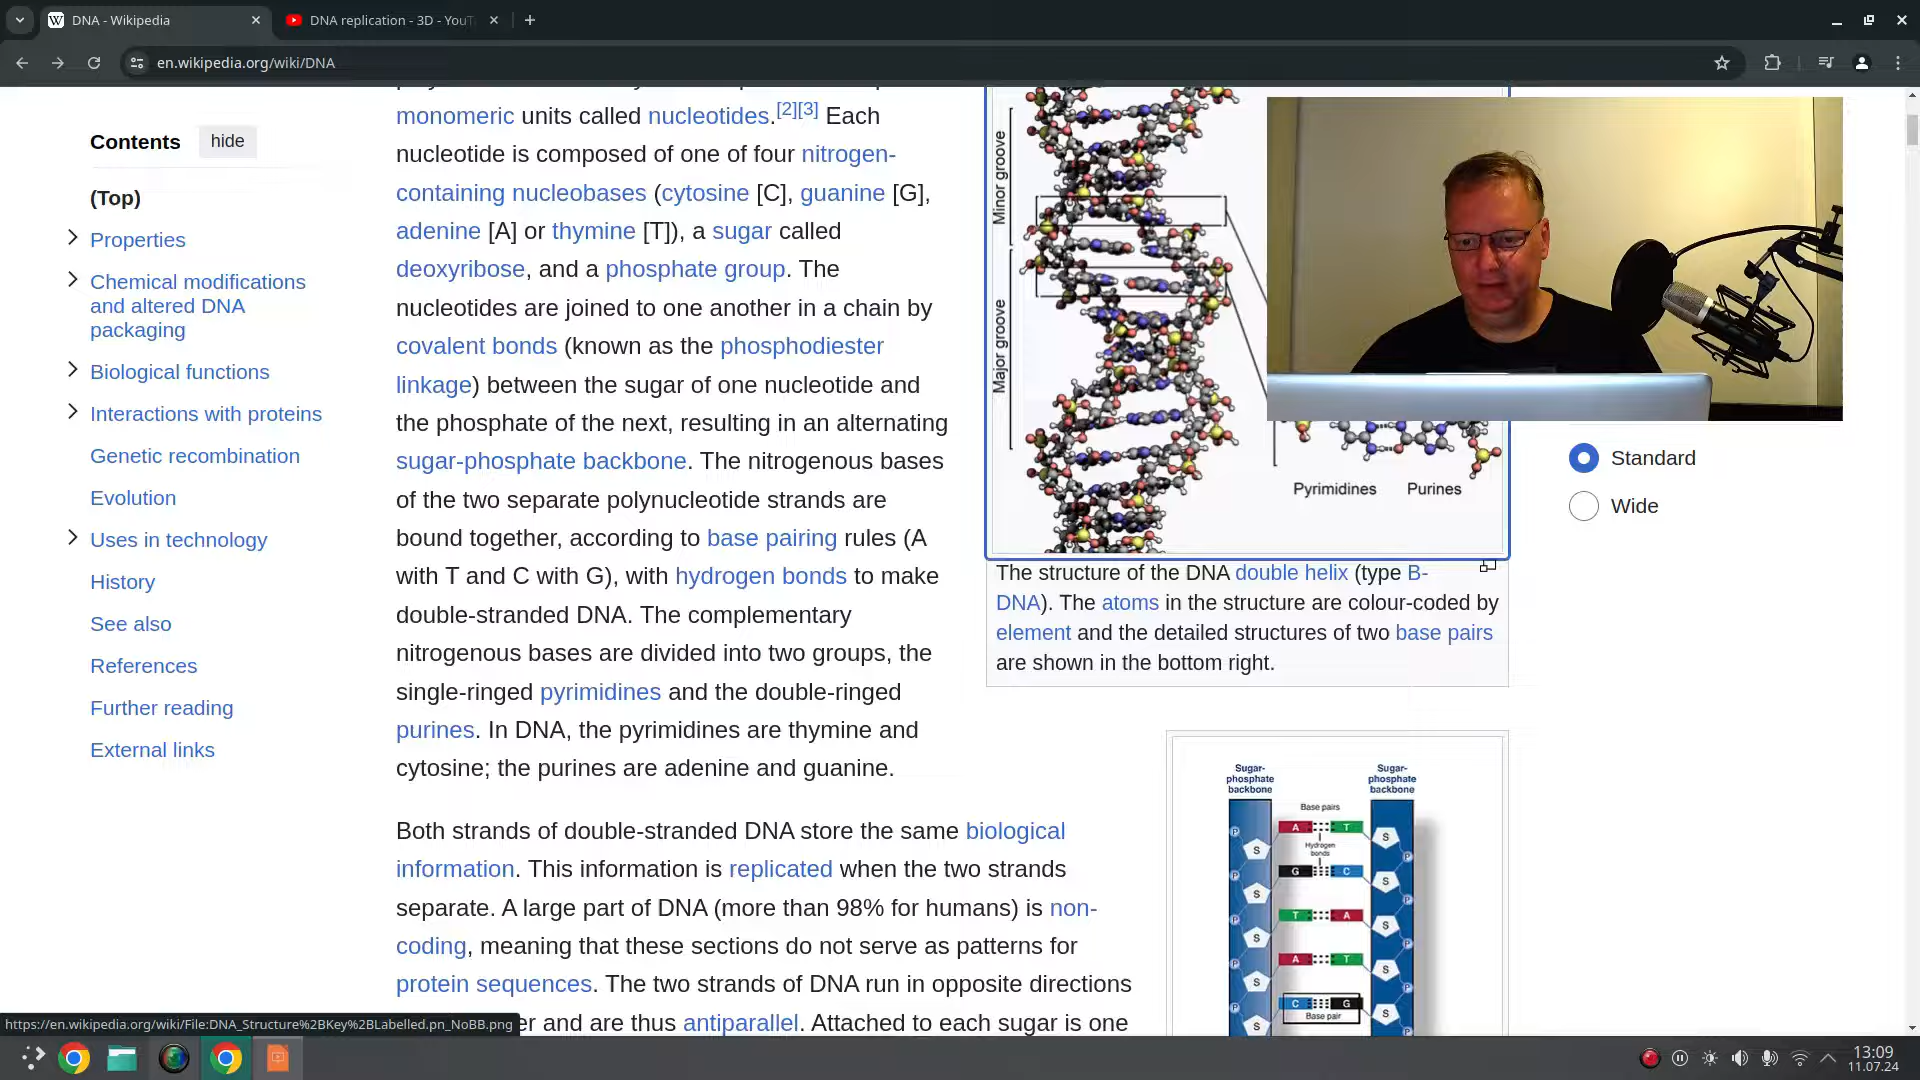 DNA - Wikipedia
DNA replication - 3D - YouT
en.wikipedia.org/wiki/DNA
Contents hide
(Top)
Properties
Chemical modifications
and altered DNA
packaging
Biological functions
Interactions with proteins
Genetic recombination
Evolution
Uses in technology
History
See also
References
Further reading
External links
monomeric units called nucleotides.[2][3] Each
nucleotide is composed of one of four nitrogen-
containing nucleobases (cytosine [C], guanine [G],
adenine [A] or thymine [T]), a sugar called
deoxyribose, and a phosphate group. The
nucleotides are joined to one another in a chain by
covalent bonds (known as the phosphodiester
linkage) between the sugar of one nucleotide and
the phosphate of the next, resulting in an alternating
sugar-phosphate backbone. The nitrogenous bases
of the two separate polynucleotide strands are
bound together, according to base pairing rules (A
with T and C with G), with hydrogen bonds to make
double-stranded DNA. The complementary
nitrogenous bases are divided into two groups, the
single-ringed pyrimidines and the double-ringed
purines. In DNA, the pyrimidines are thymine and
cytosine; the purines are adenine and guanine.
Both strands of double-stranded DNA store the same biological
information. This information is replicated when the two strands
separate. A large part of DNA (more than 98% for humans) is non-
coding, meaning that these sections do not serve as patterns for
protein sequences. The two strands of DNA run in opposite directions
er and are thus antiparallel. Attached to each sugar is one
Minor groove
Major groove
Pyrimidines Purines
The structure of the DNA double helix (type B-
DNA). The atoms in the structure are colour-coded by
element and the detailed structures of two base pairs
are shown in the bottom right.
Sugar-
phosphate
backbone
Sugar-
phosphate
backbone
Base pairs
P A T S
S Hydrogen
bonds P
P G C S
S P
P T A S
S P
P A T S
S P
P C G S
S Base pair
Standard
Wide
https://en.wikipedia.org/wiki/File:DNA_Structure%2BKey%2BLabelled.pn_NoBB.png
13:09
11.07.24